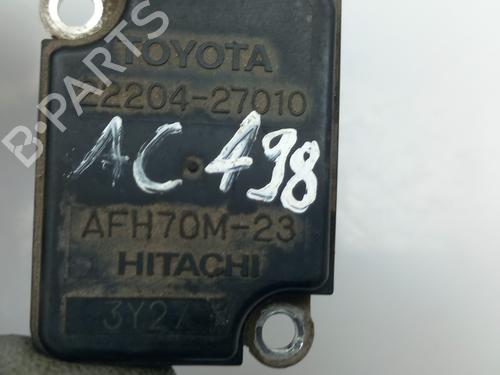 TOYOTA
22204-27010
AC 498
AFH70M-23
HITACHI
3Y27
B-PARTS